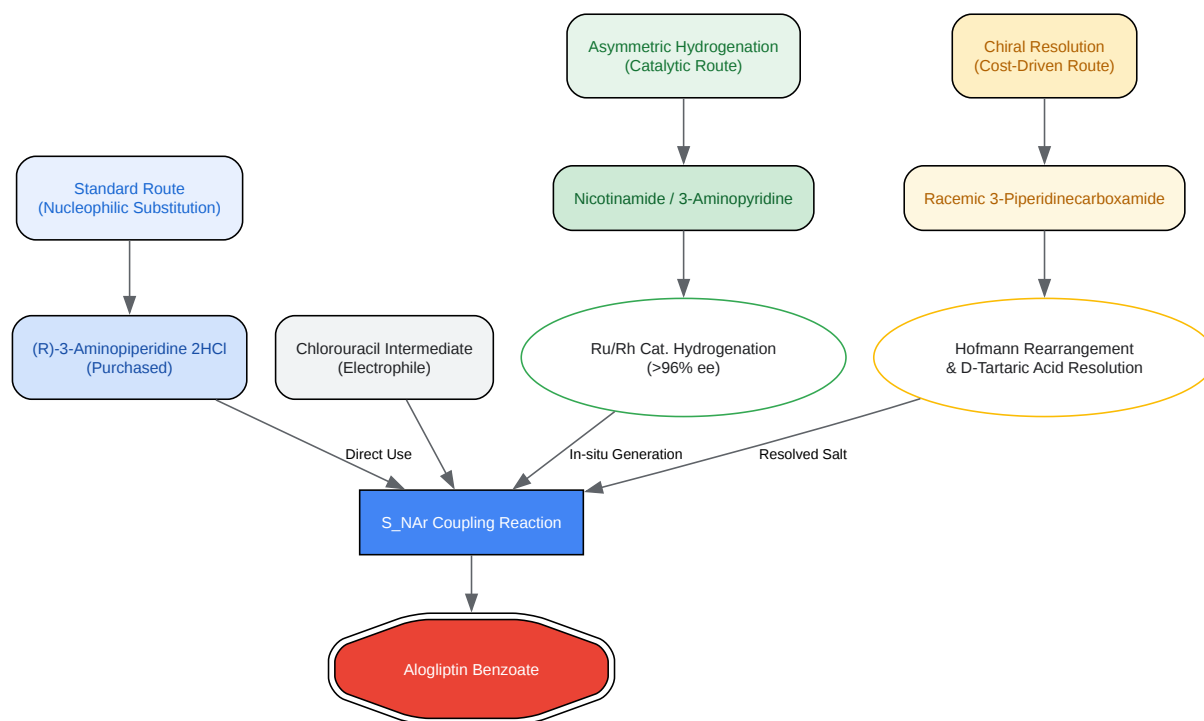 Asymmetric Hydrogenation
(Catalytic Route)
Chiral Resolution
(Cost-Driven Route)
Standard Route
(Nucleophilic Substitution)
Nicotinamide / 3-Aminopyridine
Racemic 3-Piperidinecarboxamide
(R)-3-Aminopiperidine 2HCl
(Purchased)
Chlorouracil Intermediate
(Electrophile)
Ru/Rh Cat. Hydrogenation
(>96% ee)
Hofmann Rearrangement
& D-Tartaric Acid Resolution
Direct Use
In-situ Generation
Resolved Salt
S_NAr Coupling Reaction
Alogliptin Benzoate